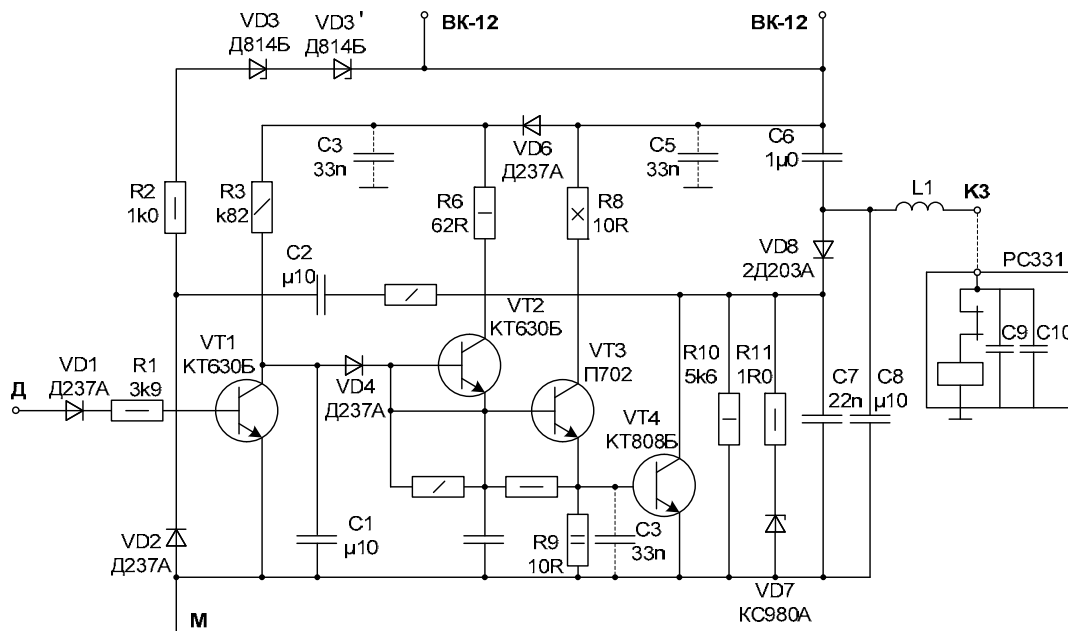 VD3
Д814Б
VD3'
Д814Б
ВК-12
ВК-12
C3
33n
VD6
Д237А
C5
33n
C6
1µ0
R2
1k0
R3
k82
R6
62R
R8
10R
L1
К3
VD8
2Д203А
РС331
C2
µ10
C9
C10
VD1
Д237А
R1
3k9
VT1
КТ630Б
VT2
КТ630Б
VD4
Д237А
VT3
П702
R10
5k6
R11
1R0
C7
22n
C8
µ10
Д
VT4
КТ808Б
C1
µ10
R9
10R
C3
33n
VD2
Д237А
VD7
КС980А
М